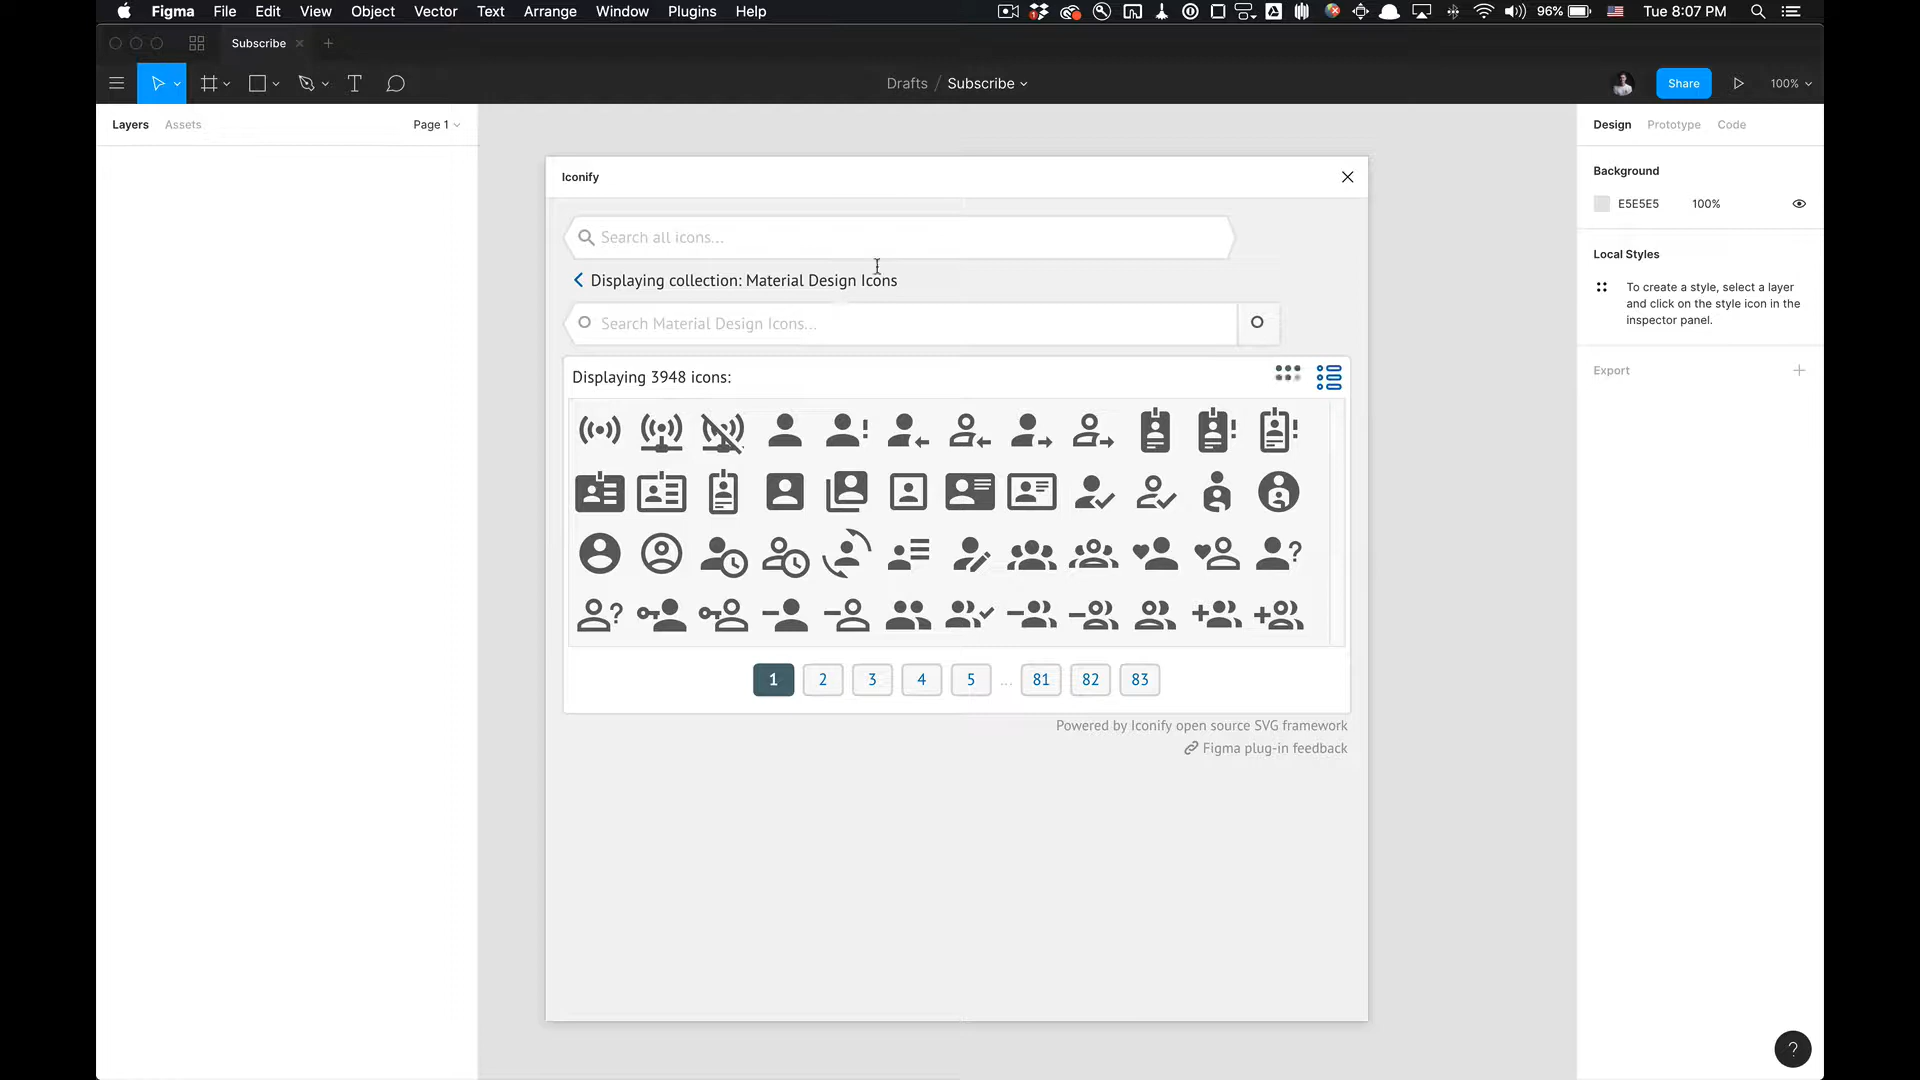 Figma File Edit View Object Vector Text Arrange Window Plugins Help 96% Tue 8:07 PM
Subscribe
Drafts / Subscribe Share 100%
Layers Assets Page 1
Design Prototype Code
Iconify
Search all icons...
Displaying collection: Material Design Icons
Search Material Design Icons...
Displaying 3948 icons:
1 2 3 4 5 ... 81 82 83
Powered by Iconify open source SVG framework
Figma plug-in feedback
Background
E5E5E5 100%
Local Styles
To create a style, select a layer
and click on the style icon in the
inspector panel.
Export
?